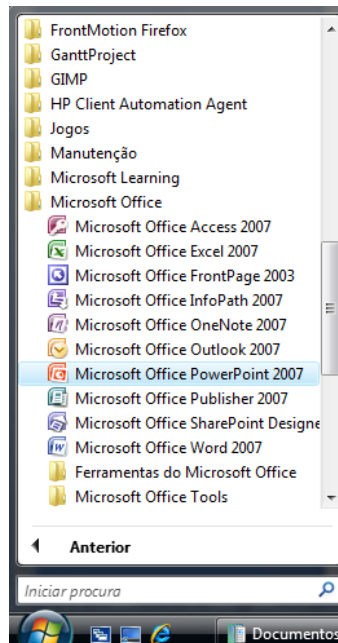 FrontMotion Firefox
GanttProject
GIMP
HP Client Automation Agent
Jogos
Manutenção
Microsoft Learning
Microsoft Office
Microsoft Office Access 2007
Microsoft Office Excel 2007
Microsoft Office FrontPage 2003
Microsoft Office InfoPath 2007
Microsoft Office OneNote 2007
Microsoft Office Outlook 2007
Microsoft Office PowerPoint 2007
Microsoft Office Publisher 2007
Microsoft Office SharePoint Designe
Microsoft Office Word 2007
Ferramentas do Microsoft Office
Microsoft Office Tools
Anterior
Iniciar procura
Documentos